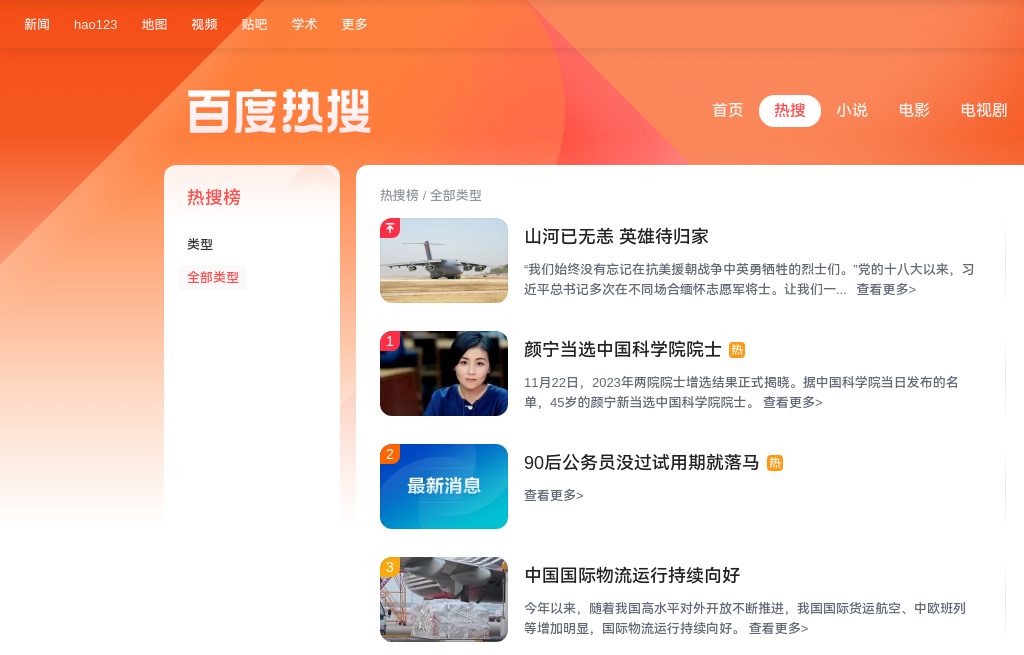 新闻 hao123 地图 视频 贴吧 学术 更多
百度热搜
首页 热搜 小说 电影 电视剧
热搜榜
类型
全部类型
热搜榜 / 全部类型
山河已无恙 英雄待归家
“我们始终没有忘记在抗美援朝战争中英勇牺牲的烈士们。”党的十八大以来，习
近平总书记多次在不同场合缅怀志愿军将士。让我们一... 查看更多>
1
颜宁当选中国科学院院士 热
11月22日，2023年两院院士增选结果正式揭晓。据中国科学院当日发布的名
单，45岁的颜宁新当选中国科学院院士。 查看更多>
2
最新消息
90后公务员没过试用期就落马 热
查看更多>
3
中国国际物流运行持续向好
今年以来，随着我国高水平对外开放不断推进，我国国际货运航空、中欧班列
等增加明显，国际物流运行持续向好。 查看更多>